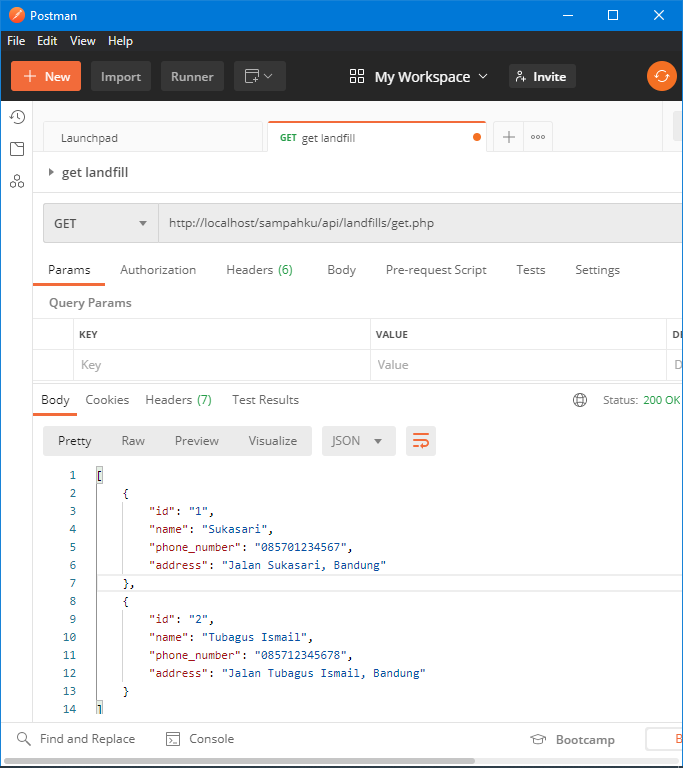 Postman
File Edit View Help
+ New Import Runner My Workspace Invite
Launchpad GET get landfill + ooo
get landfill
GET http://localhost/sampahku/api/landfills/get.php
Params Authorization Headers (6) Body Pre-request Script Tests Settings
Query Params
KEY VALUE
Key Value
Body Cookies Headers (7) Test Results Status: 200 OK
Pretty Raw Preview Visualize JSON
1 [
2 {
3 "id": "1",
4 "name": "Sukasari",
5 "phone_number": "085701234567",
6 "address": "Jalan Sukasari, Bandung"
7 },
8 {
9 "id": "2",
10 "name": "Tubagus Ismail",
11 "phone_number": "085712345678",
12 "address": "Jalan Tubagus Ismail, Bandung"
13 }
14 ]
Find and Replace Console Bootcamp